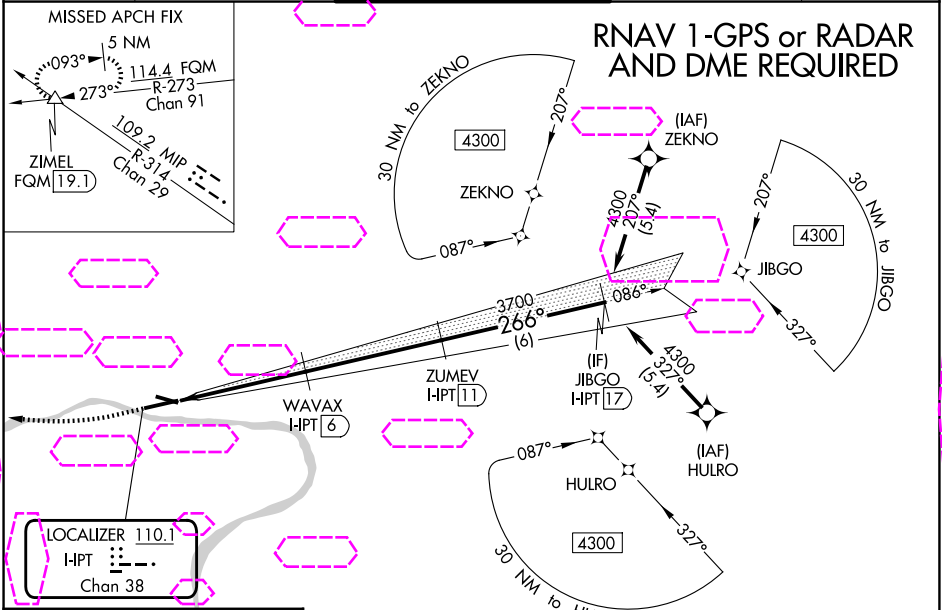 MISSED APCH FIX
5 NM
093°
114.4 FQM
R-273
273°
Chan 91
109.2 MIP
R-314
Chan 29
ZIMEL
FQM 19.1
RNAV 1-GPS or RADAR
AND DME REQUIRED
30 NM to ZEKNO
4300
207°
ZEKNO
087°
(IAF)
ZEKNO
4300
207°
(5.4)
207°
30 NM to JIBGO
4300
JIBGO
327°
3700
266°
(6)
086°
(IF)
JIBGO
I-IPT 17
ZUMEV
I-IPT 11
WAVAX
I-IPT 6
4300
327°
(5.4)
(IAF)
HULRO
087°
HULRO
327°
4300
30 NM to
LOCALIZER 110.1
I-IPT
Chan 38